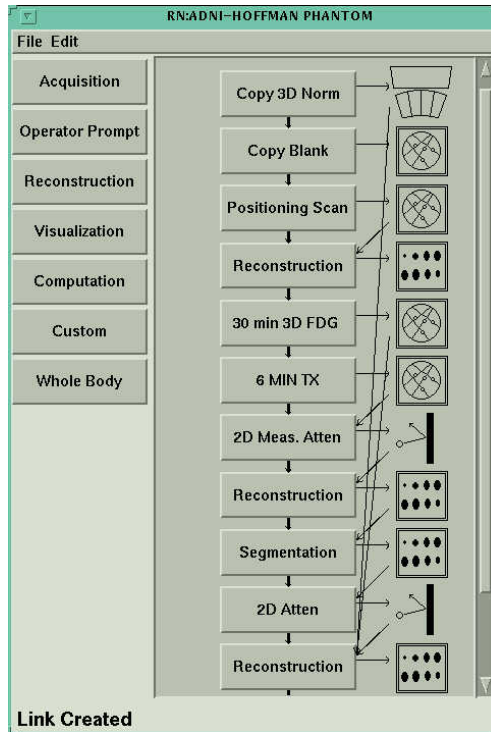 RN:ADNI-HOFFMAN PHANTOM
File Edit
Acquisition
Operator Prompt
Reconstruction
Visualization
Computation
Custom
Whole Body
Copy 3D Norm
Copy Blank
Positioning Scan
Reconstruction
30 min 3D FDG
6 MIN TX
2D Meas. Atten
Reconstruction
Segmentation
2D Atten
Reconstruction
Link Created